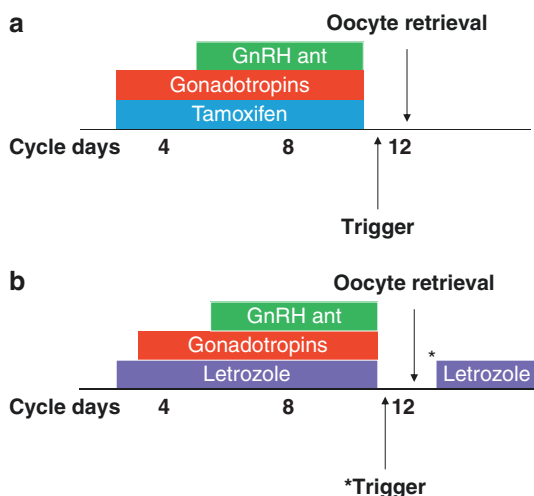 a
Oocyte retrieval
GnRH ant
Gonadotropins
Tamoxifen
Cycle days 4 8 12
Trigger
b
Oocyte retrieval
GnRH ant
Gonadotropins
*
Letrozole Letrozole
Cycle days 4 8 12
*Trigger